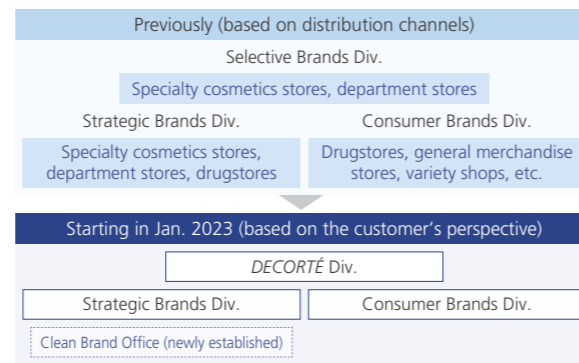 Previously (based on distribution channels)
Selective Brands Div.
Specialty cosmetics stores, department stores
Strategic Brands Div.
Specialty cosmetics stores,
department stores, drugstores
Consumer Brands Div.
Drugstores, general merchandise
stores, variety shops, etc.
Starting in Jan. 2023 (based on the customer's perspective)
DECORTÉ Div.
Strategic Brands Div.
Clean Brand Office (newly established)
Consumer Brands Div.